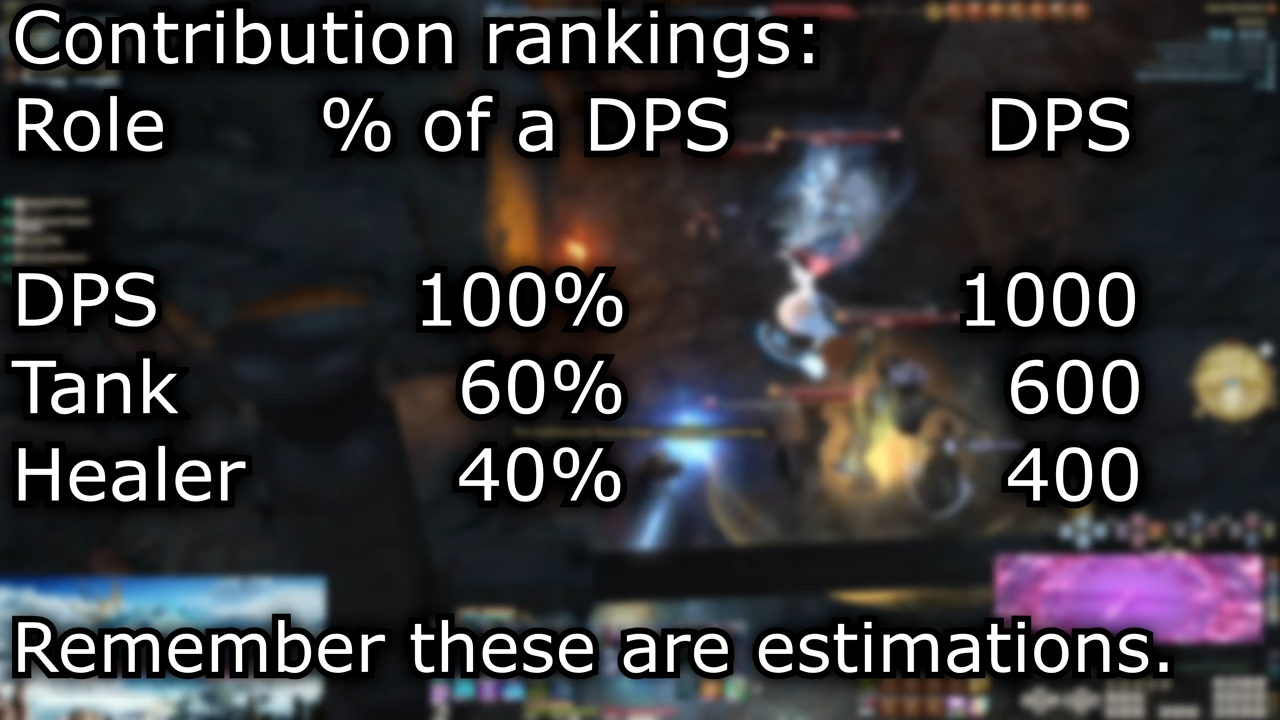 Contribution rankings:
Role % of a DPS DPS
DPS 100% 1000
Tank 60% 600
Healer 40% 400
Remember these are estimations.